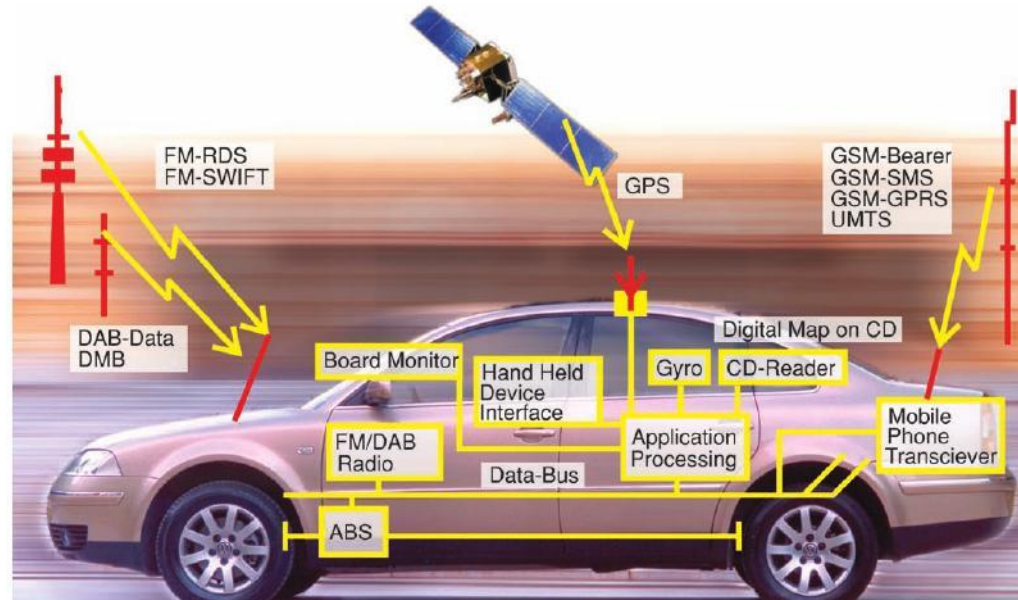 FM-RDS
FM-SWIFT
GPS
GSM-Bearer
GSM-SMS
GSM-GPRS
UMTS
DAB-Data
DMB
Digital Map on CD
Board Monitor
Hand Held
Device
Interface
Gyro
CD-Reader
FM/DAB
Radio
Application
Processing
Mobile
Phone
Transciever
Data-Bus
ABS